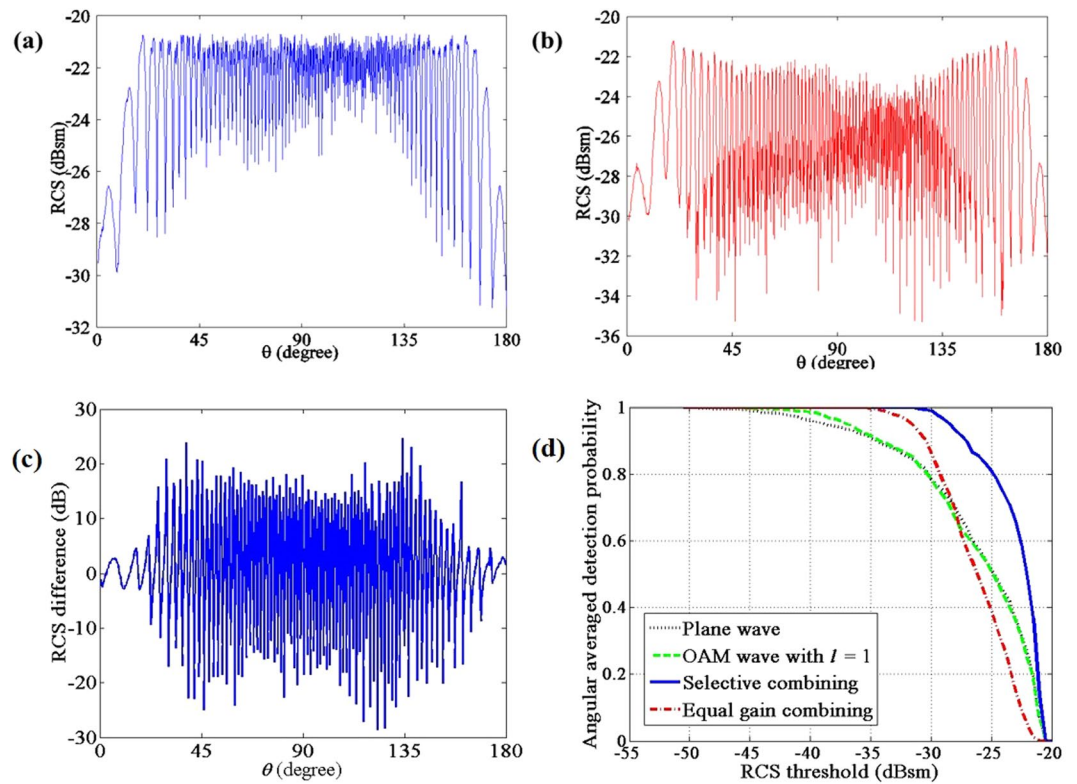 (a)
-20
-22
-24
-26
-28
-30
-32
RCS (dBsm)
0 45 90 135 180
θ (degree)
(b)
-20
-22
-24
-26
-28
-30
-32
-34
-36
RCS (dBsm)
0 45 90 135 180
θ (degree)
(c)
30
20
10
0
-10
-20
-30
RCS difference (dB)
0 45 90 135 180
θ (degree)
(d)
1
0.8
0.6
0.4
0.2
0
Angular averaged detection probability
Plane wave
OAM wave with l = 1
Selective combining
Equal gain combining
-55 -50 -45 -40 -35 -30 -25 -20
RCS threshold (dBsm)